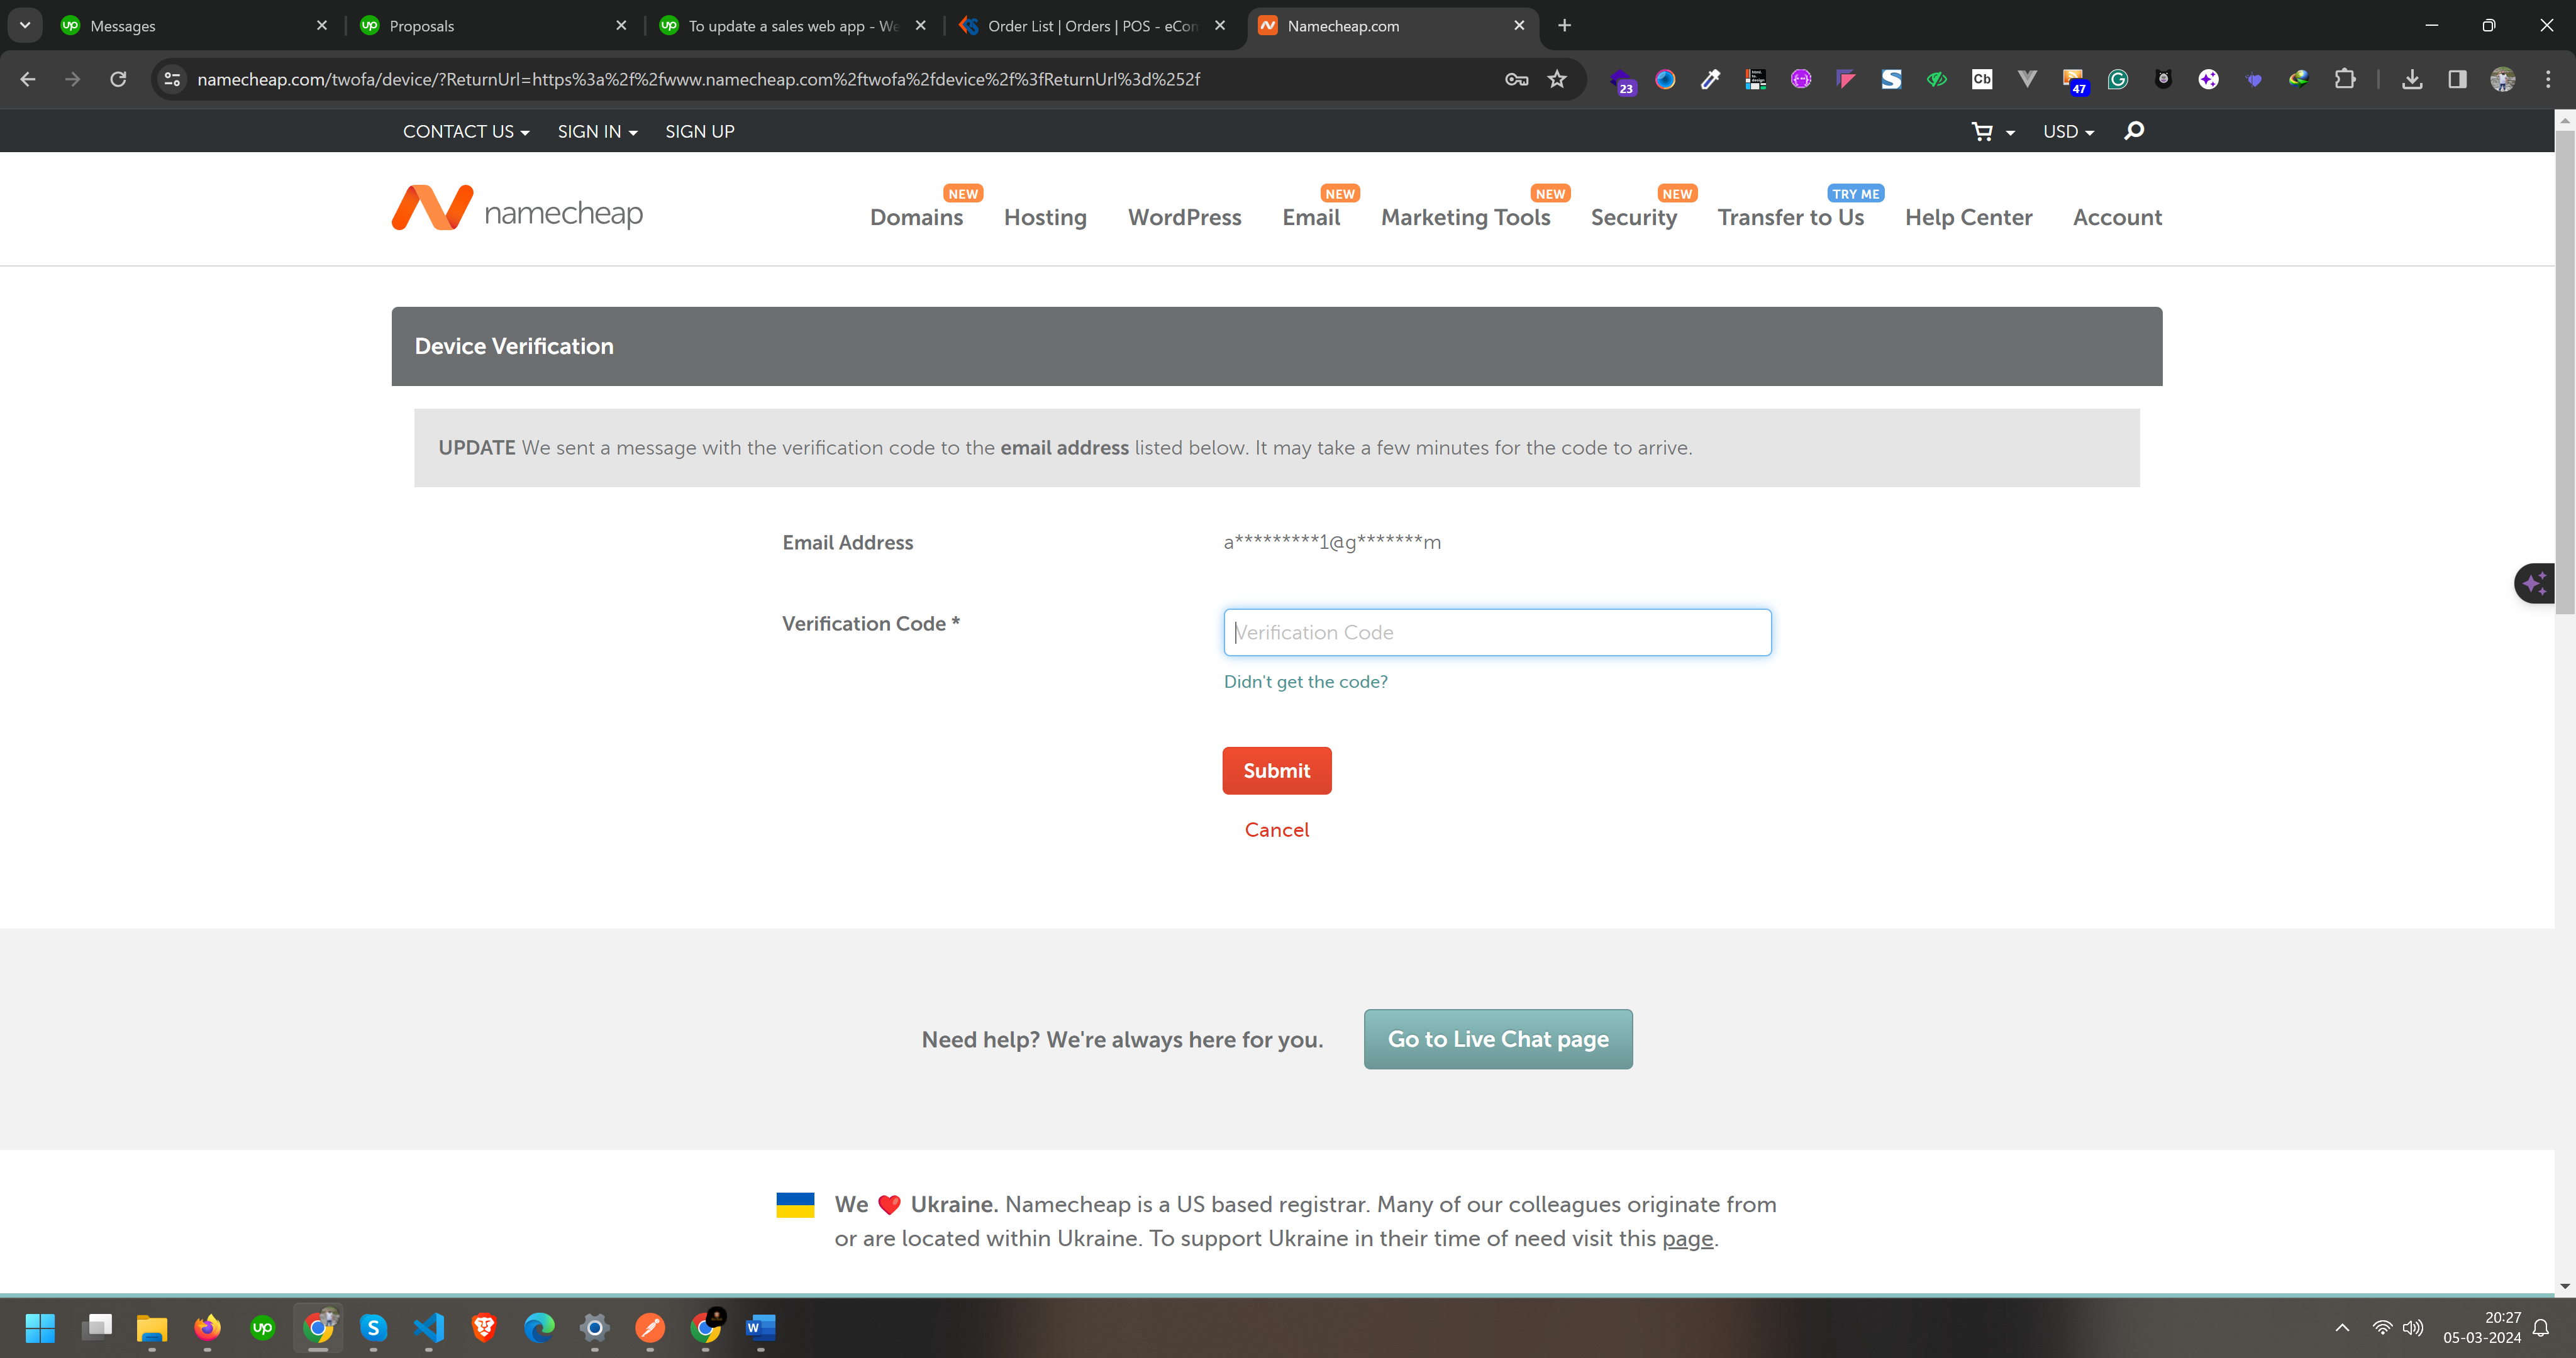 Messages
Proposals
To update a sales web app - We
Order List | Orders | POS - eCon
Namecheap.com
namecheap.com/twofa/device/?ReturnUrl=https%3a%2f%2fwww.namecheap.com%2ftwofa%2fdevice%2f%3fReturnUrl%3d%252f
23
Cb
47
CONTACT US
SIGN IN
SIGN UP
USD
namecheap
NEW
NEW
NEW
NEW
TRY ME
Domains
Hosting
WordPress
Email
Marketing Tools
Security
Transfer to Us
Help Center
Account
Device Verification
UPDATE We sent a message with the verification code to the email address listed below. It may take a few minutes for the code to arrive.
Email Address
a*********1@g*******m
Verification Code *
Verification Code
Didn't get the code?
Submit
Cancel
Need help? We're always here for you.
Go to Live Chat page
We ❤ Ukraine. Namecheap is a US based registrar. Many of our colleagues originate from
or are located within Ukraine. To support Ukraine in their time of need visit this page.
20:27
05-03-2024